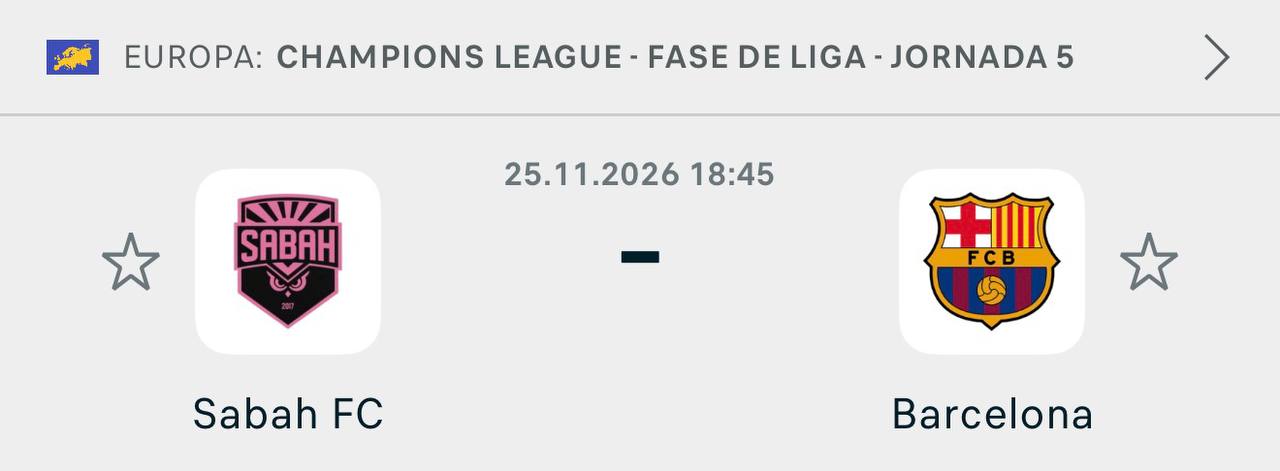 EUROPA: CHAMPIONS LEAGUE - FASE DE LIGA - JORNADA 5
25.11.2026 18:45
SABAH
2017
FCB
-
Sabah FC
Barcelona